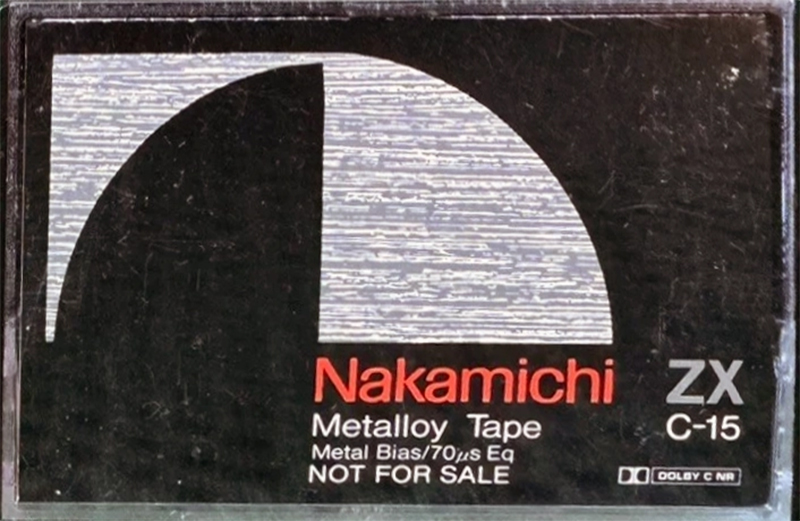 Nakamichi ZX
Metalloy Tape C-15
Metal Bias/70µs Eq
NOT FOR SALE DOLBY C NR